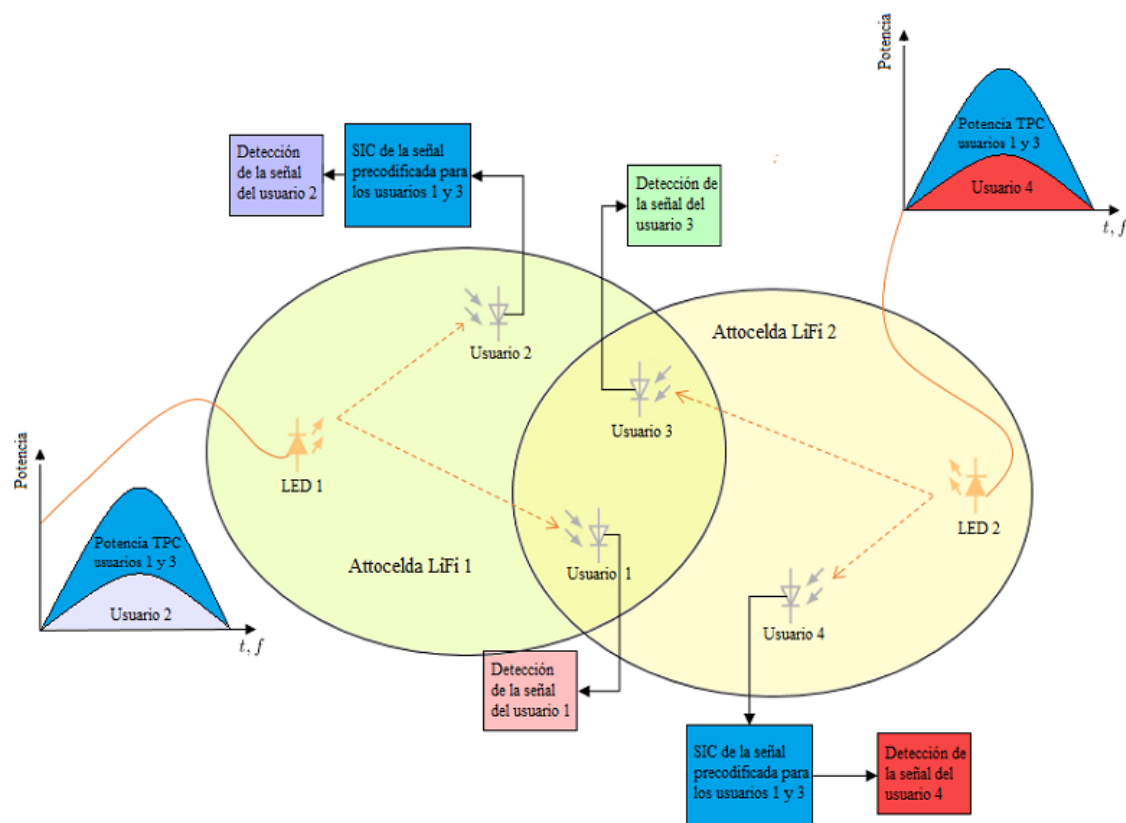 Potencia
Potencia TPC
usuarios 1 y 3
Usuario 4
t, f
Detección
de la señal
del usuario 2
SIC de la señal
precodificada para
los usuarios 1 y 3
Detección de
la señal del
usuario 3
Attocelda LiFi 2
Usuario 2
Usuario 3
LED 1
LED 2
Potencia
Potencia TPC
usuarios 1 y 3
Usuario 2
t, f
Attocelda LiFi 1
Usuario 1
Usuario 4
Detección
de la señal
del usuario 1
SIC de la señal
precodificada para
los usuarios 1 y 3
Detección de
la señal del
usuario 4